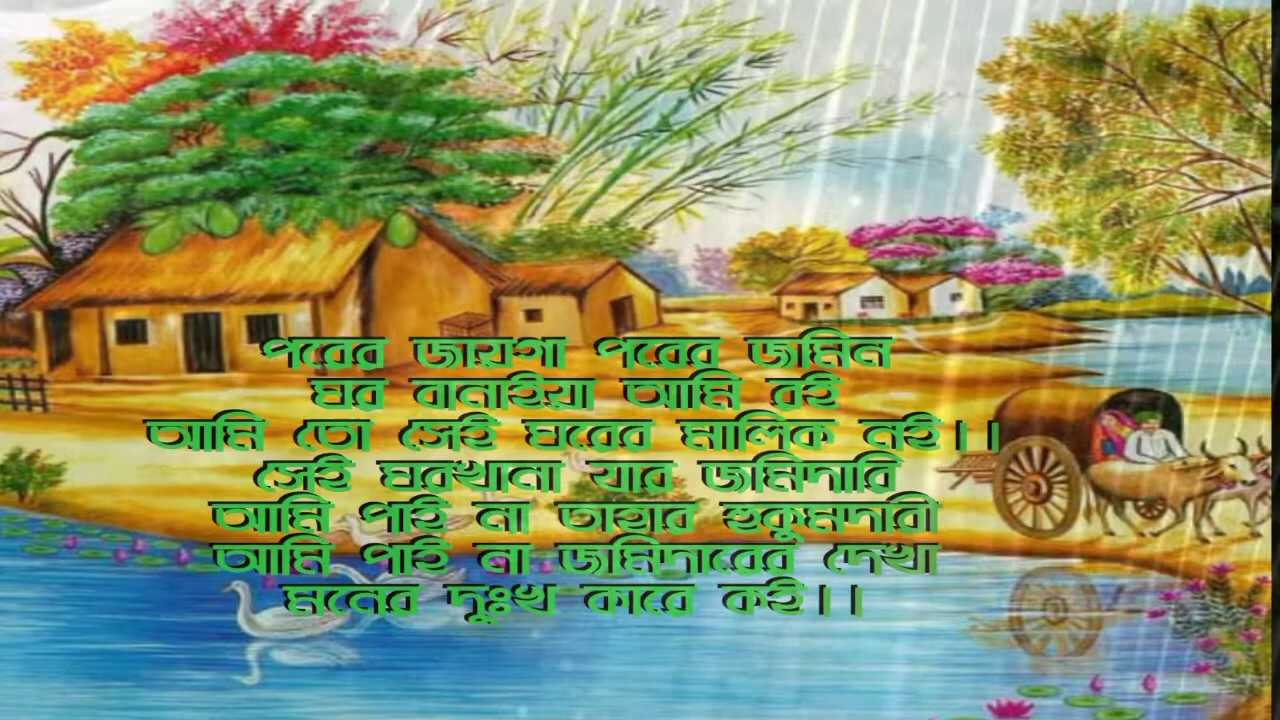 পরের জায়গা পরের জমিন
ঘর বানাইয়া আমি রই
আমি তো সেই ঘরের মালিক নই।।
সেই ঘরখানা যার জমিদারি
আমি পাই না তাহার হুকুমদারী
আমি পাই না জমিদারের দেখা
মনের দুঃখ কারে কই।।